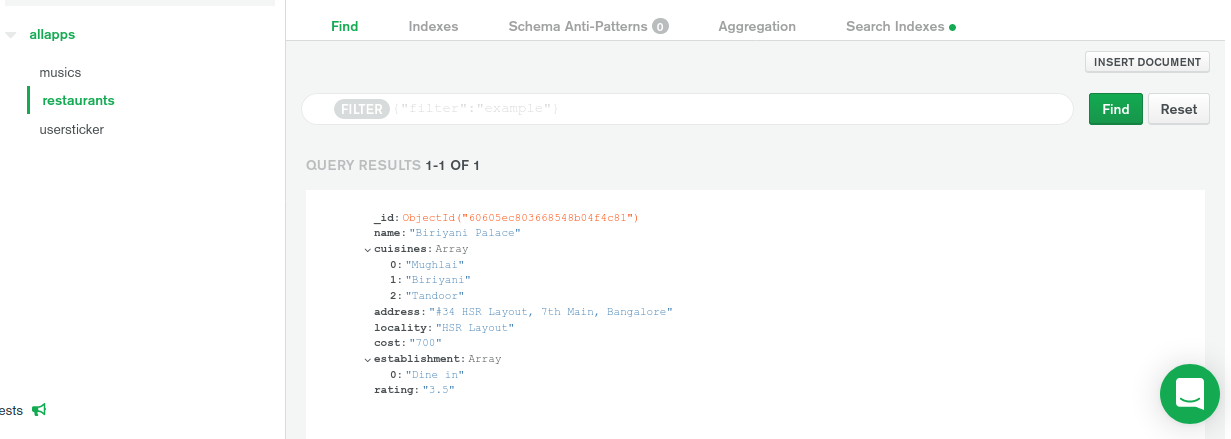 allapps
musics
restaurants
usersticker
ests
Find Indexes Schema Anti-Patterns 0 Aggregation Search Indexes
INSERT DOCUMENT
FILTER {"filter":"example"}
Find Reset
QUERY RESULTS 1-1 OF 1
_id: ObjectId("60605ec803668548b04f4c81")
name: "Biriyani Palace"
cuisines: Array
0: "Mughlai"
1: "Biriyani"
2: "Tandoor"
address: "#34 HSR Layout, 7th Main, Bangalore"
locality: "HSR Layout"
cost: "700"
establishment: Array
0: "Dine in"
rating: "3.5"